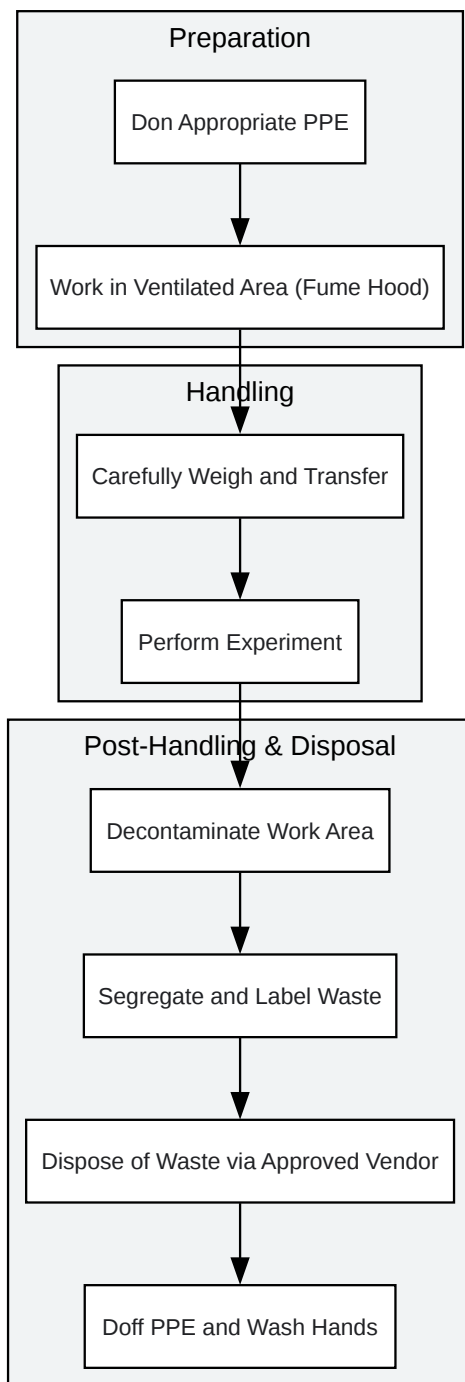 Preparation
Don Appropriate PPE
Work in Ventilated Area (Fume Hood)
Handling
Carefully Weigh and Transfer
Perform Experiment
Post-Handling & Disposal
Decontaminate Work Area
Segregate and Label Waste
Dispose of Waste via Approved Vendor
Doff PPE and Wash Hands